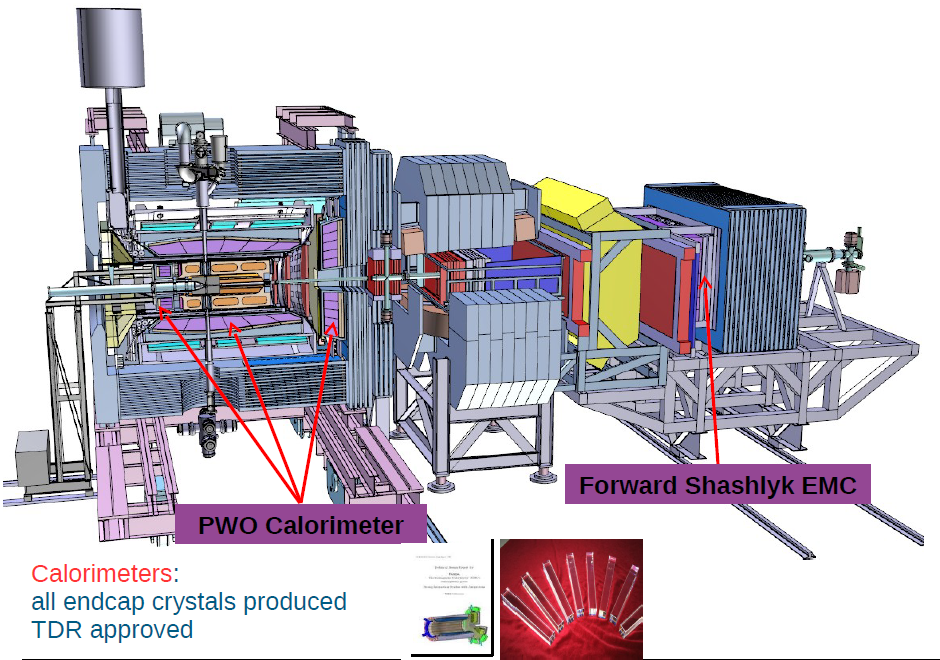 Forward Shashlyk EMC
PWO Calorimeter
Calorimeters:
all endcap crystals produced
TDR approved